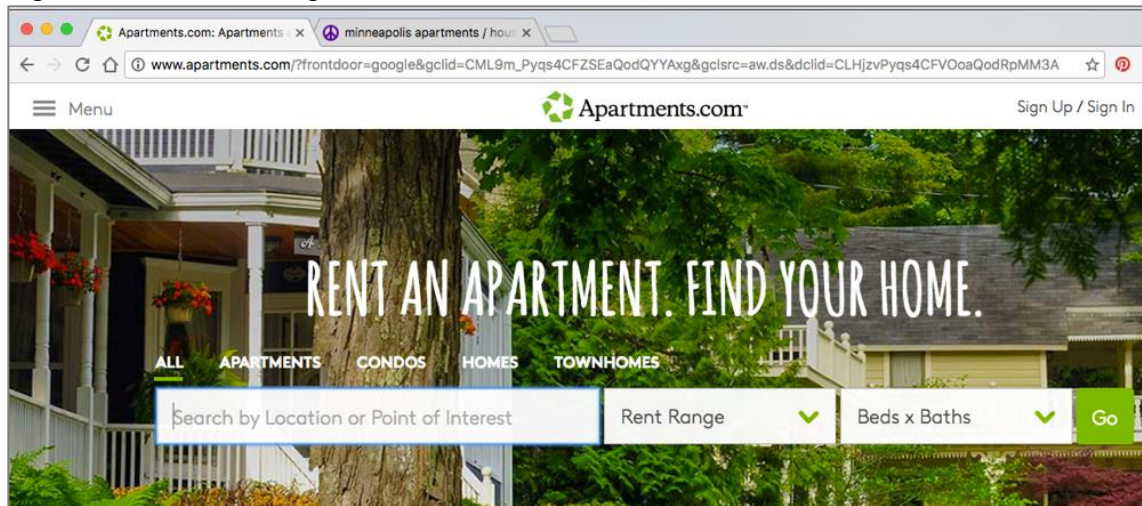 Apartments.com: Apartments minneapolis apartments / hous
www.apartments.com/?frontdoor=google&gclid=CML9m_Pyqs4CFZSEaQodQYYAxg&gclsrc=aw.ds&dclid=CLHjzvPyqs4CFVOoaQodRpMM3A
Menu Apartments.com Sign Up / Sign In
RENT AN APARTMENT. FIND YOUR HOME.
ALL APARTMENTS CONDOS HOMES TOWNHOMES
Search by Location or Point of Interest Rent Range Beds x Baths Go